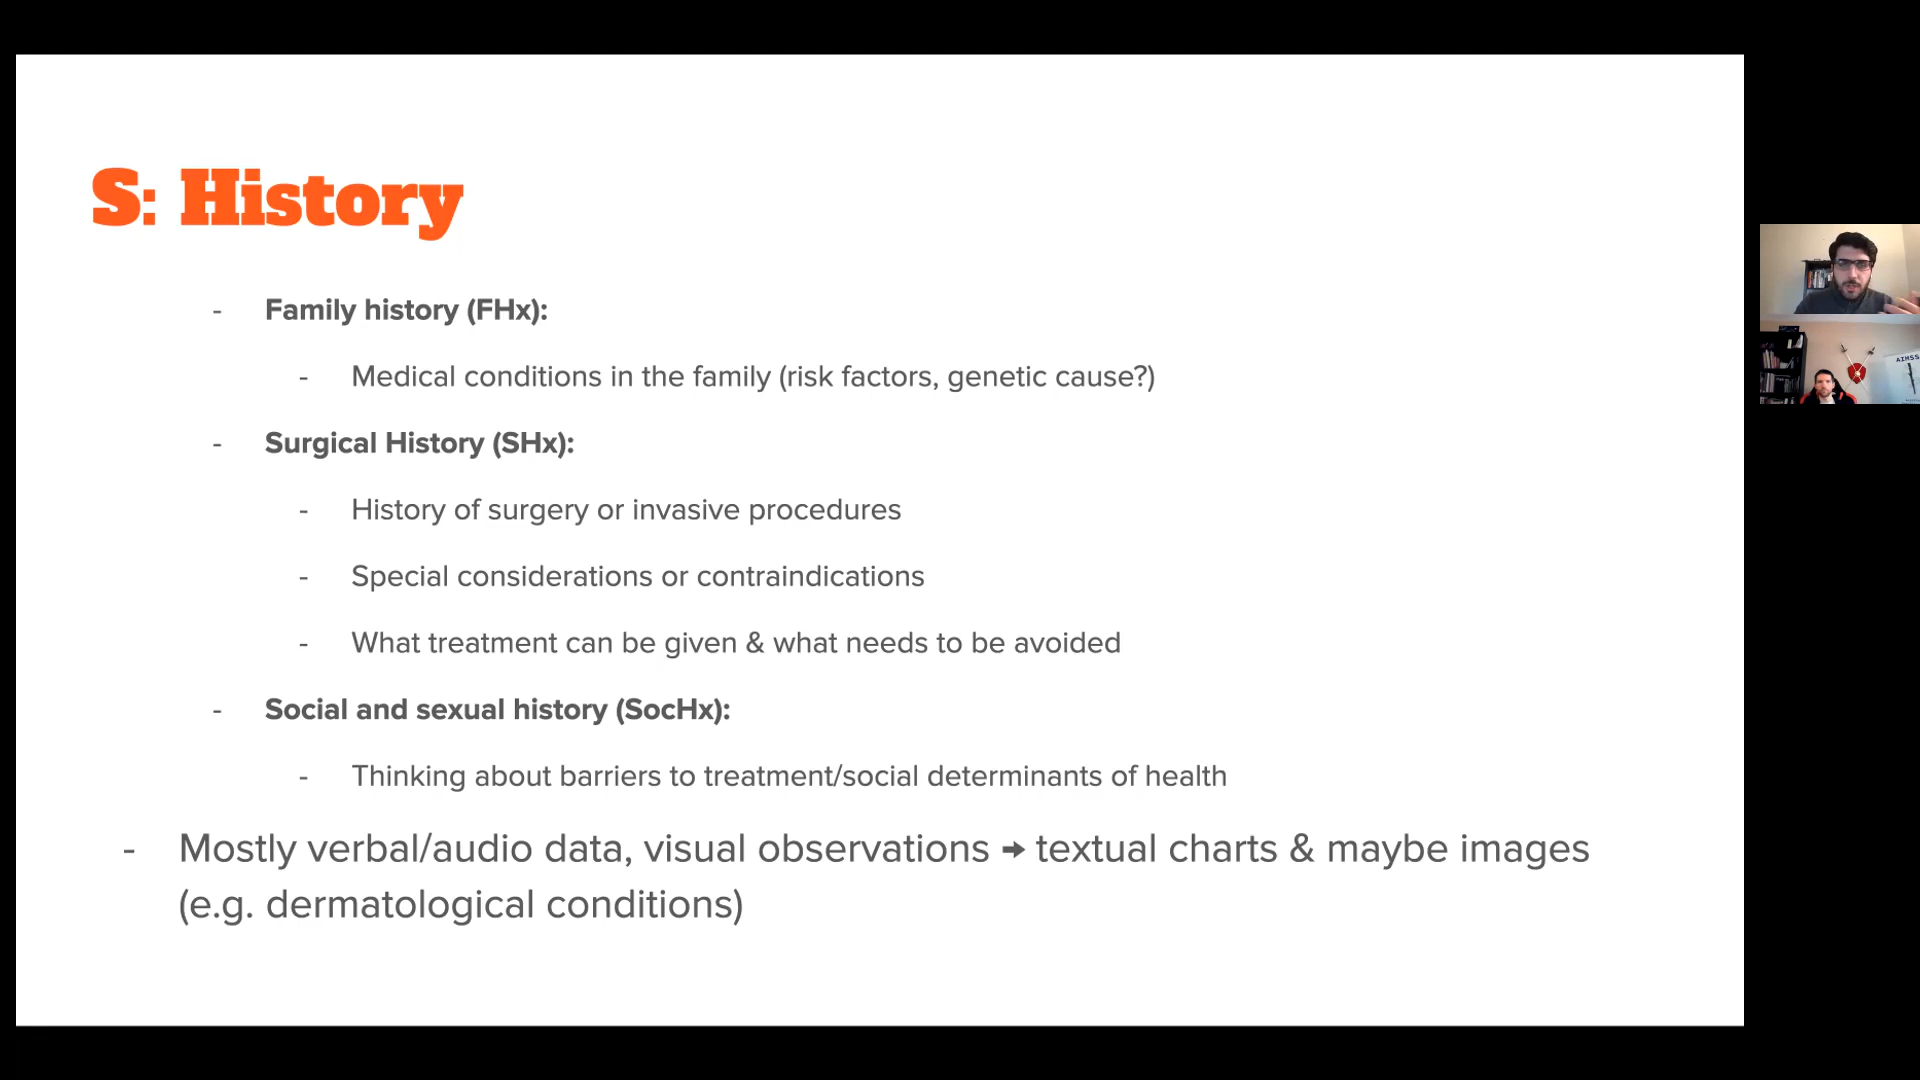 S: History
- Family history (FHx):
- Medical conditions in the family (risk factors, genetic cause?)
- Surgical History (SHx):
- History of surgery or invasive procedures
- Special considerations or contraindications
- What treatment can be given & what needs to be avoided
- Social and sexual history (SocHx):
- Thinking about barriers to treatment/social determinants of health
- Mostly verbal/audio data, visual observations → textual charts & maybe images
(e.g. dermatological conditions)
AIMSS